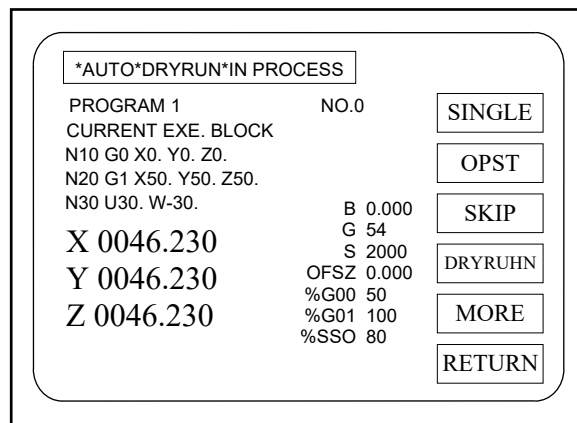 *AUTO*DRYRUN*IN PROCESS
PROGRAM 1 NO.0
CURRENT EXE. BLOCK
N10 G0 X0. Y0. Z0.
N20 G1 X50. Y50. Z50.
N30 U30. W-30.
X 0046.230
Y 0046.230
Z 0046.230
B 0.000
G 54
S 2000
OFSZ 0.000
%G00 50
%G01 100
%SSO 80
SINGLE
OPST
SKIP
DRYRUHN
MORE
RETURN